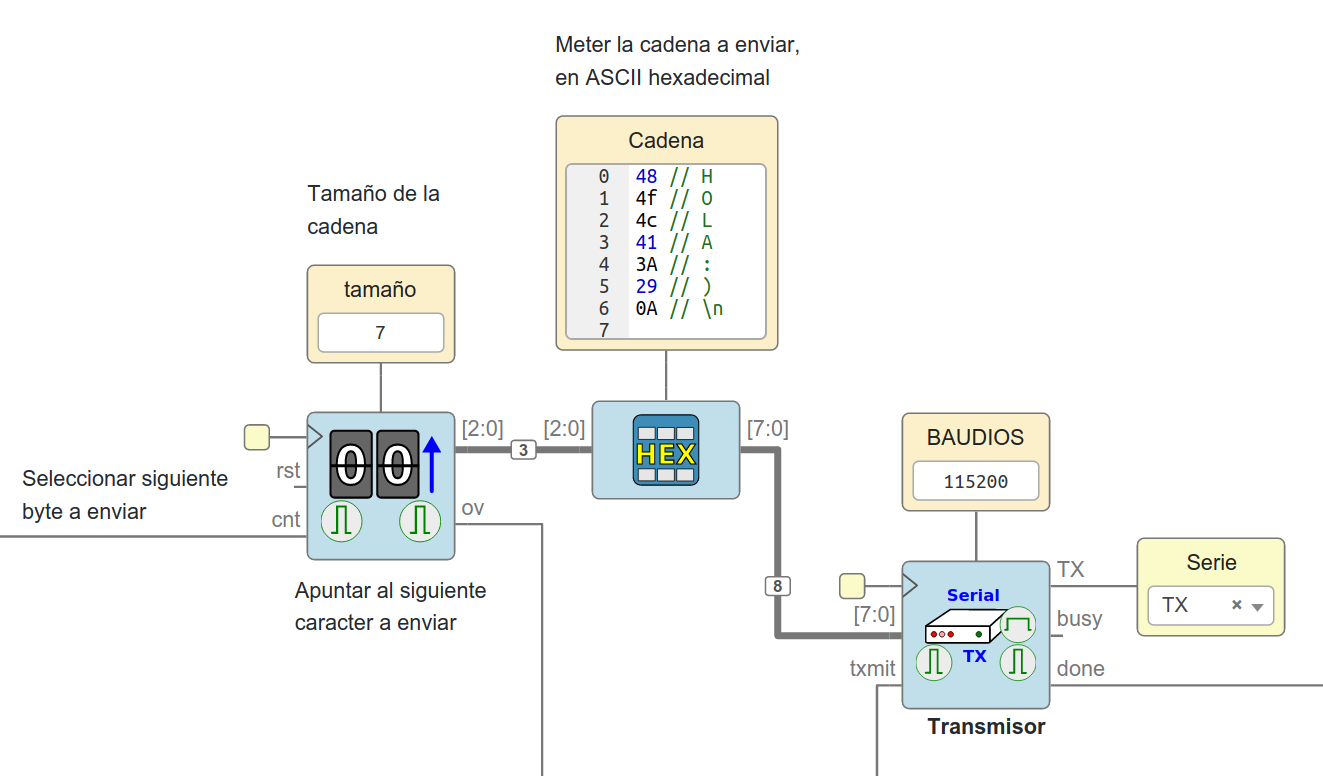 Meter la cadena a enviar,
en ASCII hexadecimal
Cadena
0 48 // H
1 4f // O
2 4c // L
3 41 // A
4 3A // :
5 29 // )
6 0A // \n
7
Tamaño de la
cadena
tamaño
7
[2:0]
3
[2:0]
[7:0]
HEX
00
rst
cnt
ov
Seleccionar siguiente
byte a enviar
Apuntar al siguiente
caracter a enviar
BAUDIOS
115200
8
[7:0]
txmit
Serial
TX
TX
busy
done
Serie
TX × 
Transmisor